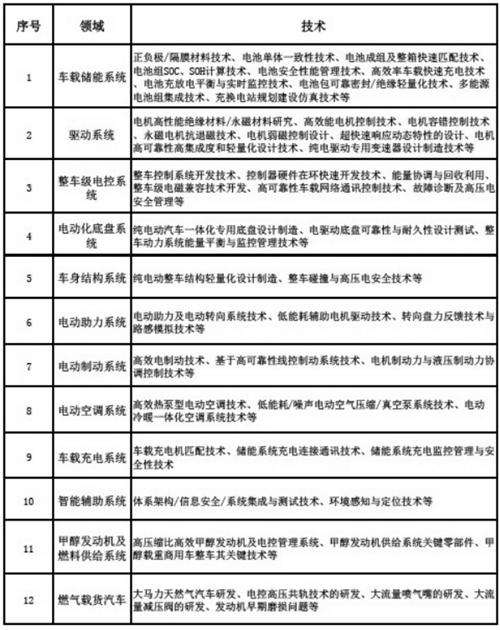 序号 领域 技术
1 车载储能系统 正负极/隔膜材料技术、电池单体一致性技术、电池成组及整箱快速匹配技术、
电池组SOC、SOH计算技术、电池安全性能管理技术、高效率车载快速充电技术
、电池充放电平衡与实时监控技术、电池包可靠密封/绝缘轻量化技术、多能源
电池组集成技术、充换电站规划建设仿真技术等
2 驱动系统 电机高性能绝缘材料/永磁材料研究、高效能电机控制技术、电机容错控制技术
、永磁电机抗退磁技术、电机弱磁控制设计、超快速响应动态特性的设计、电机
高可靠性高集成度和轻量化设计技术、纯电驱动专用变速器设计制造技术等
3 整车级电控系
统 整车控制系统开发技术、控制器硬件在环快速开发技术、能量协调与回收利用、
整车级电磁兼容技术开发、高可靠性车载网络通讯控制技术、故障诊断及高压电
安全管理等
4 电动化底盘系
统 纯电动汽车一体化专用底盘设计制造、电驱动底盘可靠性与耐久性设计测试、整
车动力系统能量平衡与监控管理技术等
5 车身结构系统 纯电动整车结构轻量化设计制造、整车碰撞与高压电安全技术等
6 电动助力系统 电动助力及电动转向系统技术、低能耗辅助电机驱动技术、转向盘力反馈技术与
路感模拟技术等
7 电动制动系统 高效电制动技术、基于高可靠性线控制动系统技术、电机制动力与液压制动力协
调控制技术等
8 电动空调系统 高效热泵型电动空调技术、低能耗/噪声电动空气压缩/真空泵系统技术、电动
冷暖一体化空调系统技术等
9 车载充电系统 车载充电机匹配技术、储能系统充电连接通讯技术、储能系统充电监控管理与安
全性技术
10 智能辅助系统 体系架构/信息安全/系统集成与测试技术、环境感知与定位技术等
11 甲醇发动机及
燃料供给系统 高压缩比高效甲醇发动机及电控管理系统、甲醇发动机供给系统关键零部件、甲
醇载重商用车整车其关键技术等
12 燃气载货汽车 大马力天然气汽车研发、电控高压共轨技术的研发、大流量喷气嘴的研发、大流
量减压阀的研发、发动机早期磨损问题等